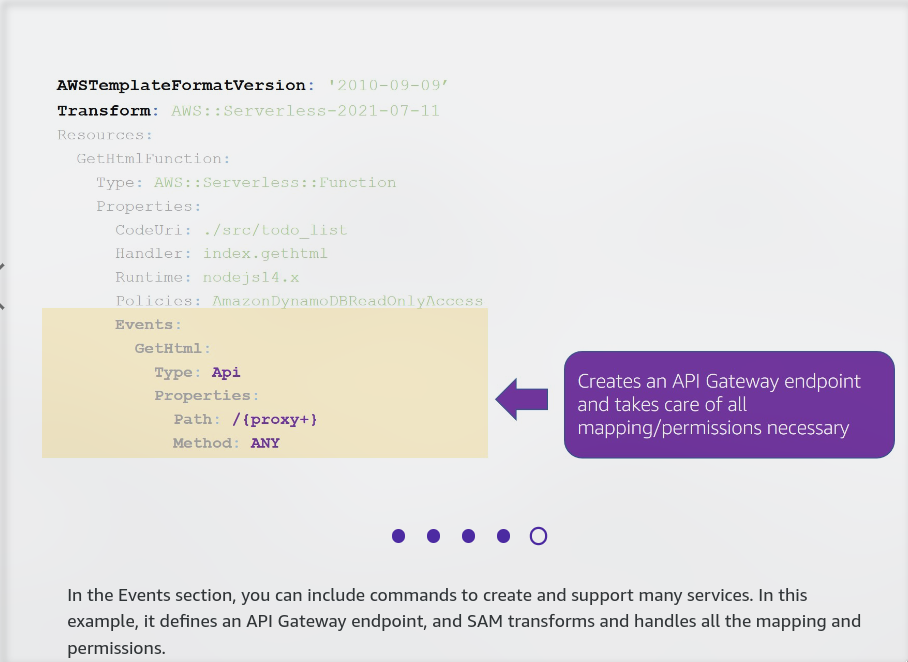 AWSTemplateFormatVersion: '2010-09-09’
Transform: AWS::Serverless-2021-07-11
Resources:
  GetHtmlFunction:
    Type: AWS::Serverless::Function
    Properties:
      CodeUri: ./src/todo_list
      Handler: index.gethtml
      Runtime: nodejs14.x
      Policies: AmazonDynamoDBReadOnlyAccess
      Events:
        GetHtml:
          Type: Api
          Properties:
            Path: /{proxy+}
            Method: ANY
Creates an API Gateway endpoint
and takes care of all
mapping/permissions necessary
In the Events section, you can include commands to create and support many services. In this
example, it defines an API Gateway endpoint, and SAM transforms and handles all the mapping and
permissions.